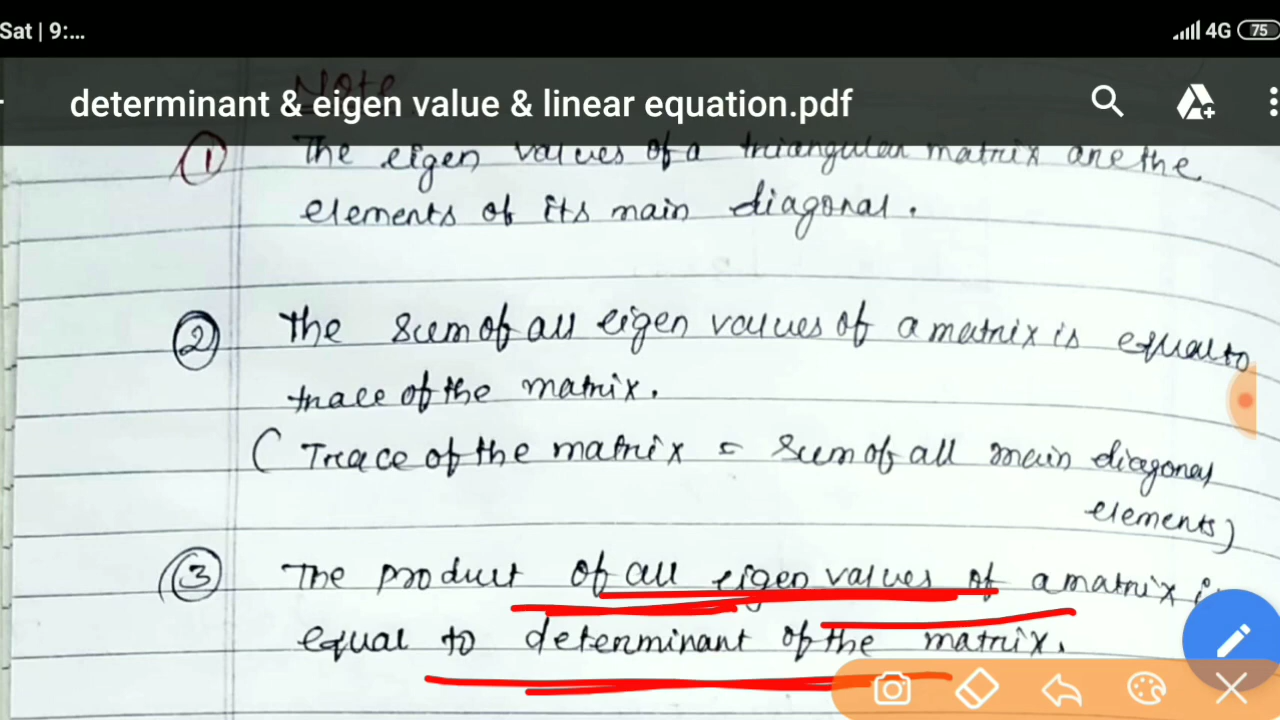 Sat | 9:...
4G 75
Note
determinant & eigen value & linear equation.pdf
① The eigen values of a triangular matrix are the
elements of its main diagonal.
② The sum of all eigen values of a matrix is equal to
trace of the matrix.
( Trace of the matrix = sum of all main diagonal
elements)
③ The product of all eigen values of a matrix i
equal to determinant of the matrix.